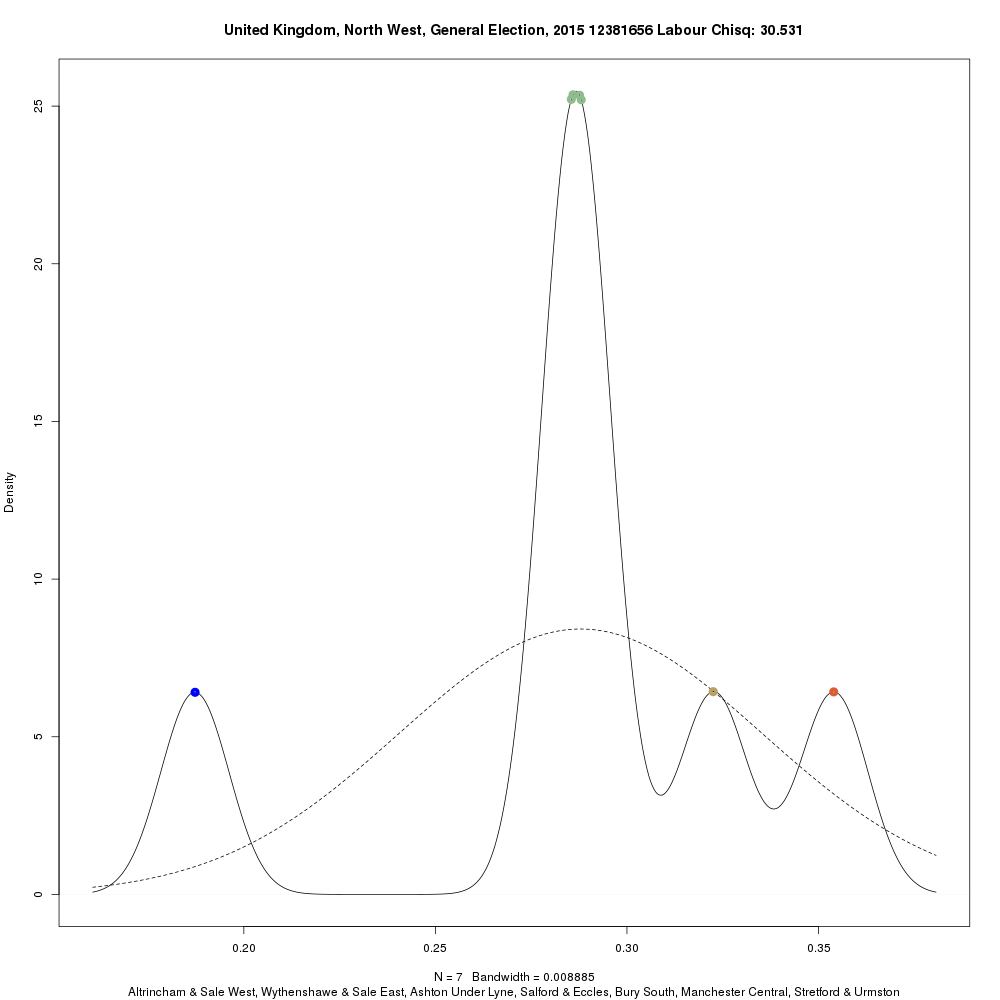 United Kingdom, North West, General Election, 2015 12381656 Labour Chisq: 30.531
Density
25
20
15
10
5
0
0.20
0.25
0.30
0.35
N = 7   Bandwidth = 0.008885
Altrincham & Sale West, Wythenshawe & Sale East, Ashton Under Lyne, Salford & Eccles, Bury South, Manchester Central, Stretford & Urmston